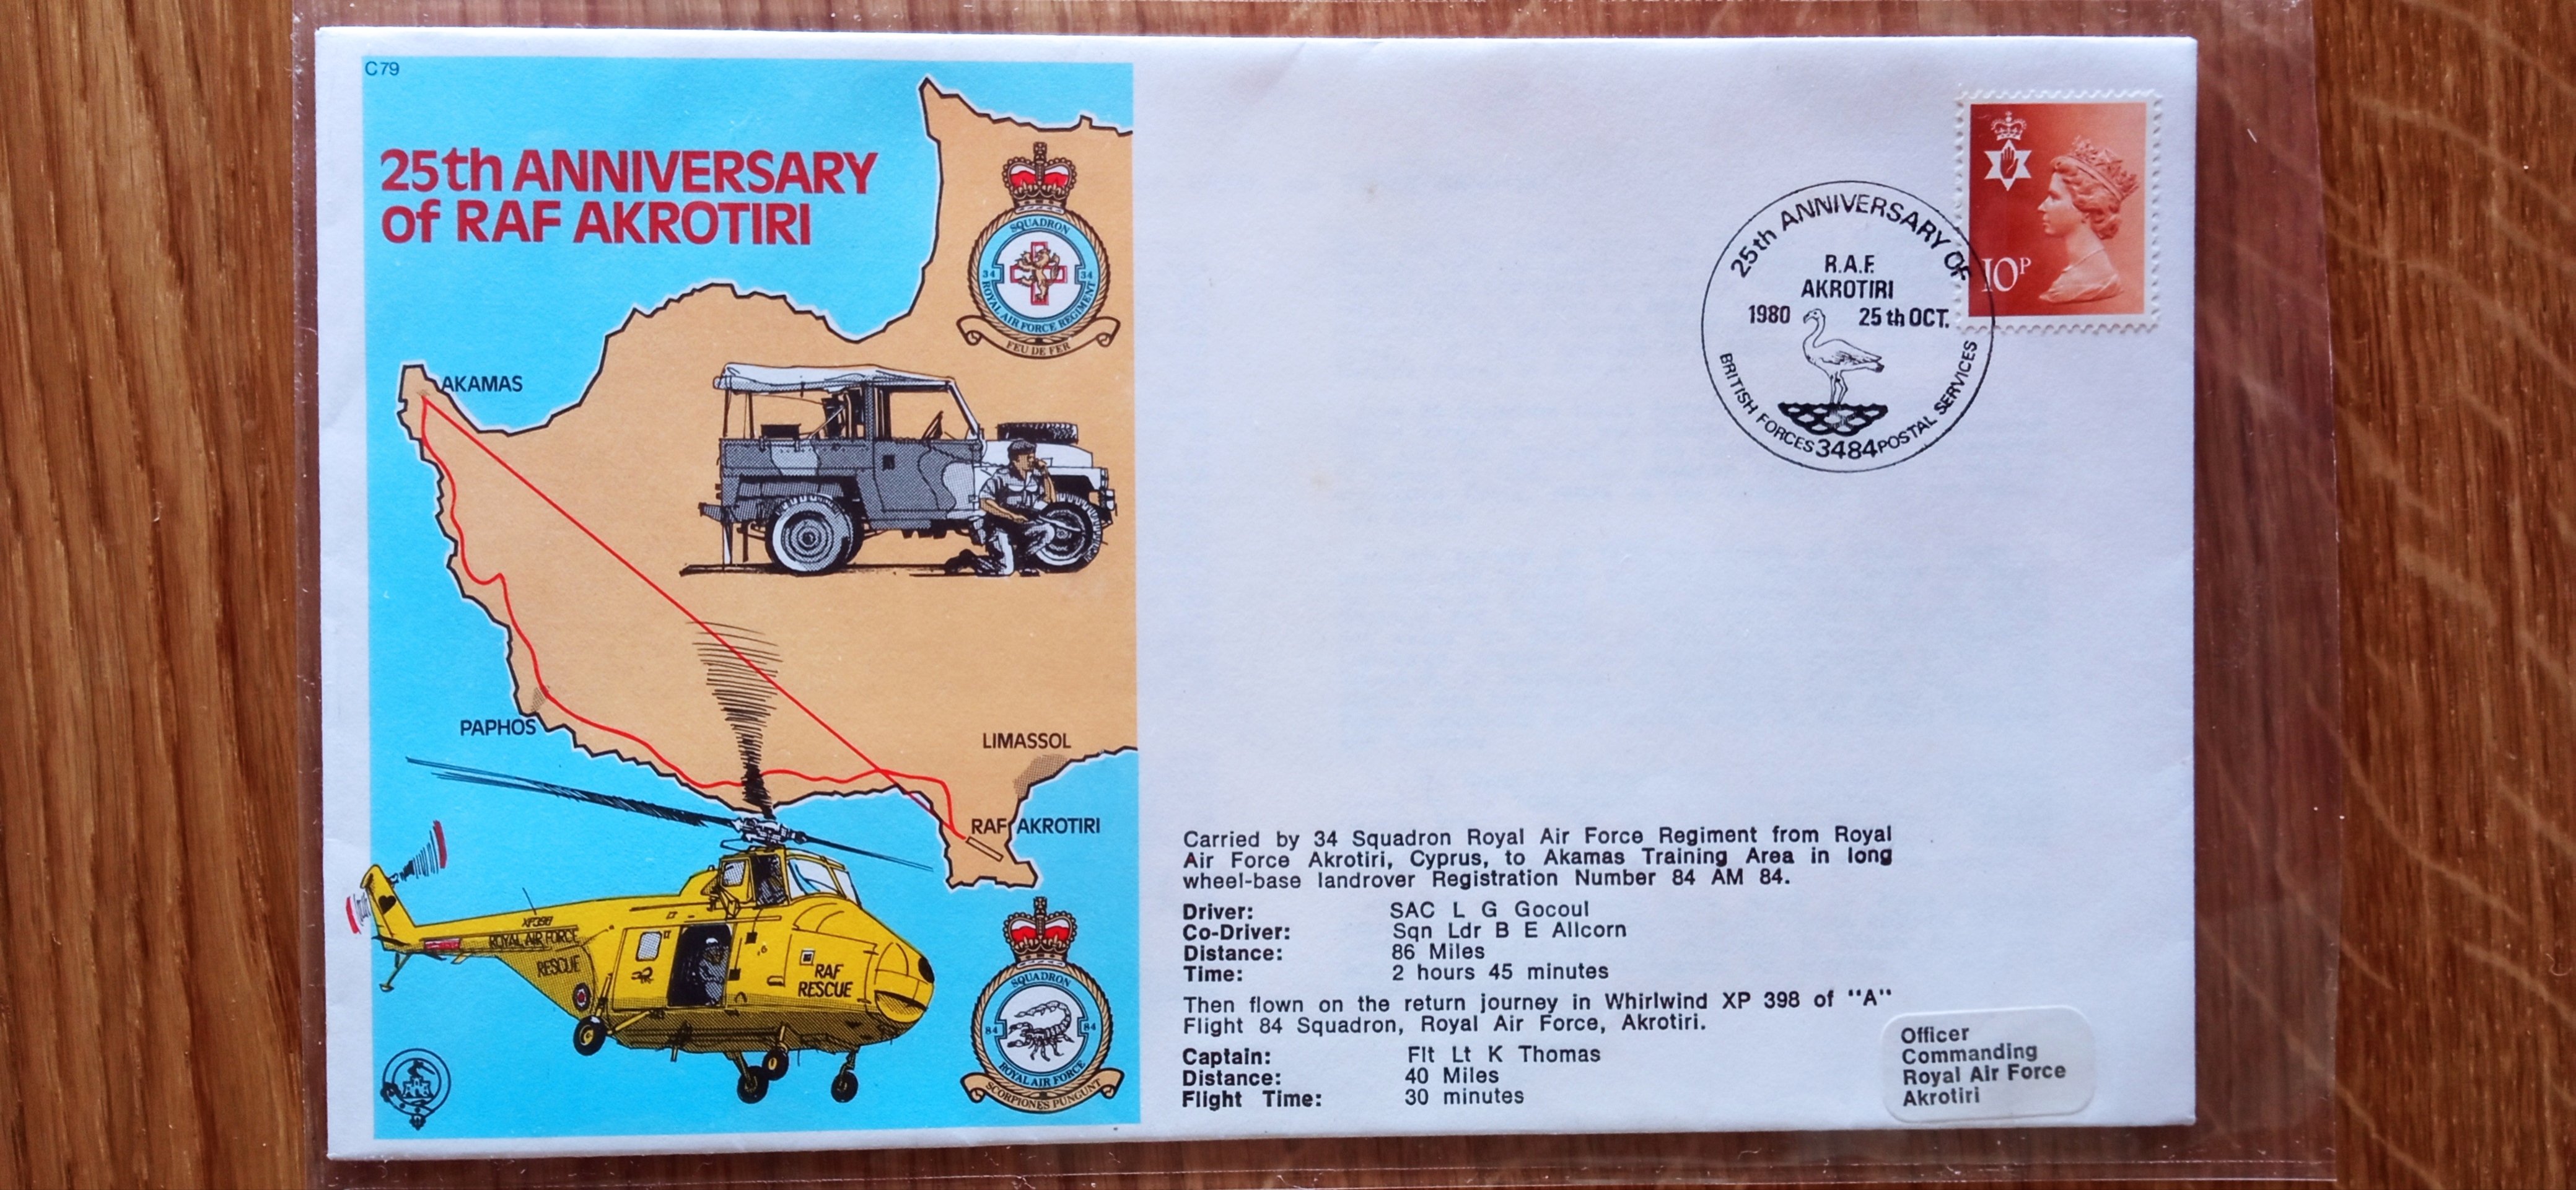 C79
25th ANNIVERSARY
of RAF AKROTIRI
SQUADRON
34 34
ROYAL AIR FORCE REGIMENT
FEU DE FER
AKAMAS
PAPHOS
LIMASSOL
RAF AKROTIRI
XP398
ROYAL AIR FORCE
RESCUE
RAF
RESCUE
SQUADRON
84 84
ROYAL AIR FORCE
SCORPIONES PUNGUNT
10P
25th ANNIVERSARY OF
R.A.F.
AKROTIRI
1980 25th OCT.
BRITISH FORCES 3484 POSTAL SERVICES
Carried by 34 Squadron Royal Air Force Regiment from Royal
Air Force Akrotiri, Cyprus, to Akamas Training Area in long
wheel-base landrover Registration Number 84 AM 84.
Driver: SAC L G Gocoul
Co-Driver: Sqn Ldr B E Allcorn
Distance: 86 Miles
Time: 2 hours 45 minutes
Then flown on the return journey in Whirlwind XP 398 of "A"
Flight 84 Squadron, Royal Air Force, Akrotiri.
Captain: Flt Lt K Thomas
Distance: 40 Miles
Flight Time: 30 minutes
Officer
Commanding
Royal Air Force
Akrotiri